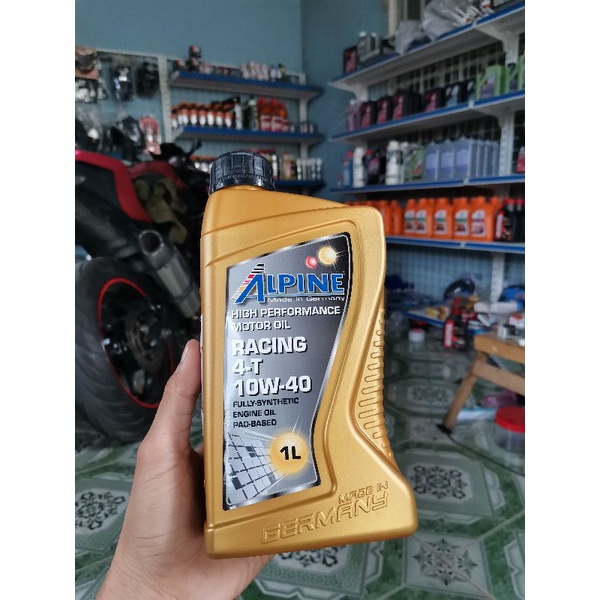 ALPINE
Made in Germany
HIGH PERFORMANCE
MOTOR OIL
RACING
4-T
10W-40
FULLY-SYNTHETIC
ENGINE OIL
PAO-BASED
1L
MADE IN
GERMANY